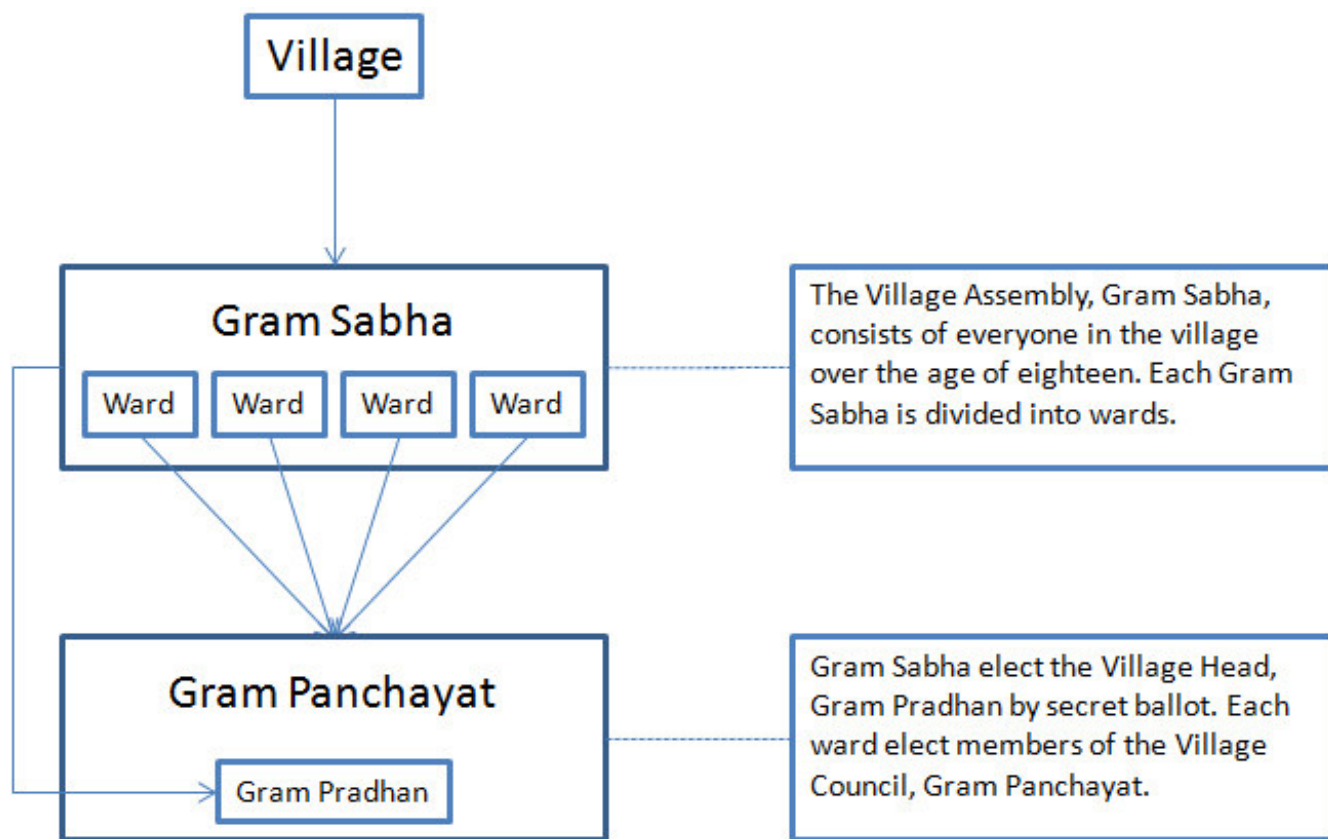 Village
Gram Sabha
Ward Ward Ward Ward
The Village Assembly, Gram Sabha,
consists of everyone in the village
over the age of eighteen. Each Gram
Sabha is divided into wards.
Gram Panchayat
Gram Pradhan
Gram Sabha elect the Village Head,
Gram Pradhan by secret ballot. Each
ward elect members of the Village
Council, Gram Panchayat.